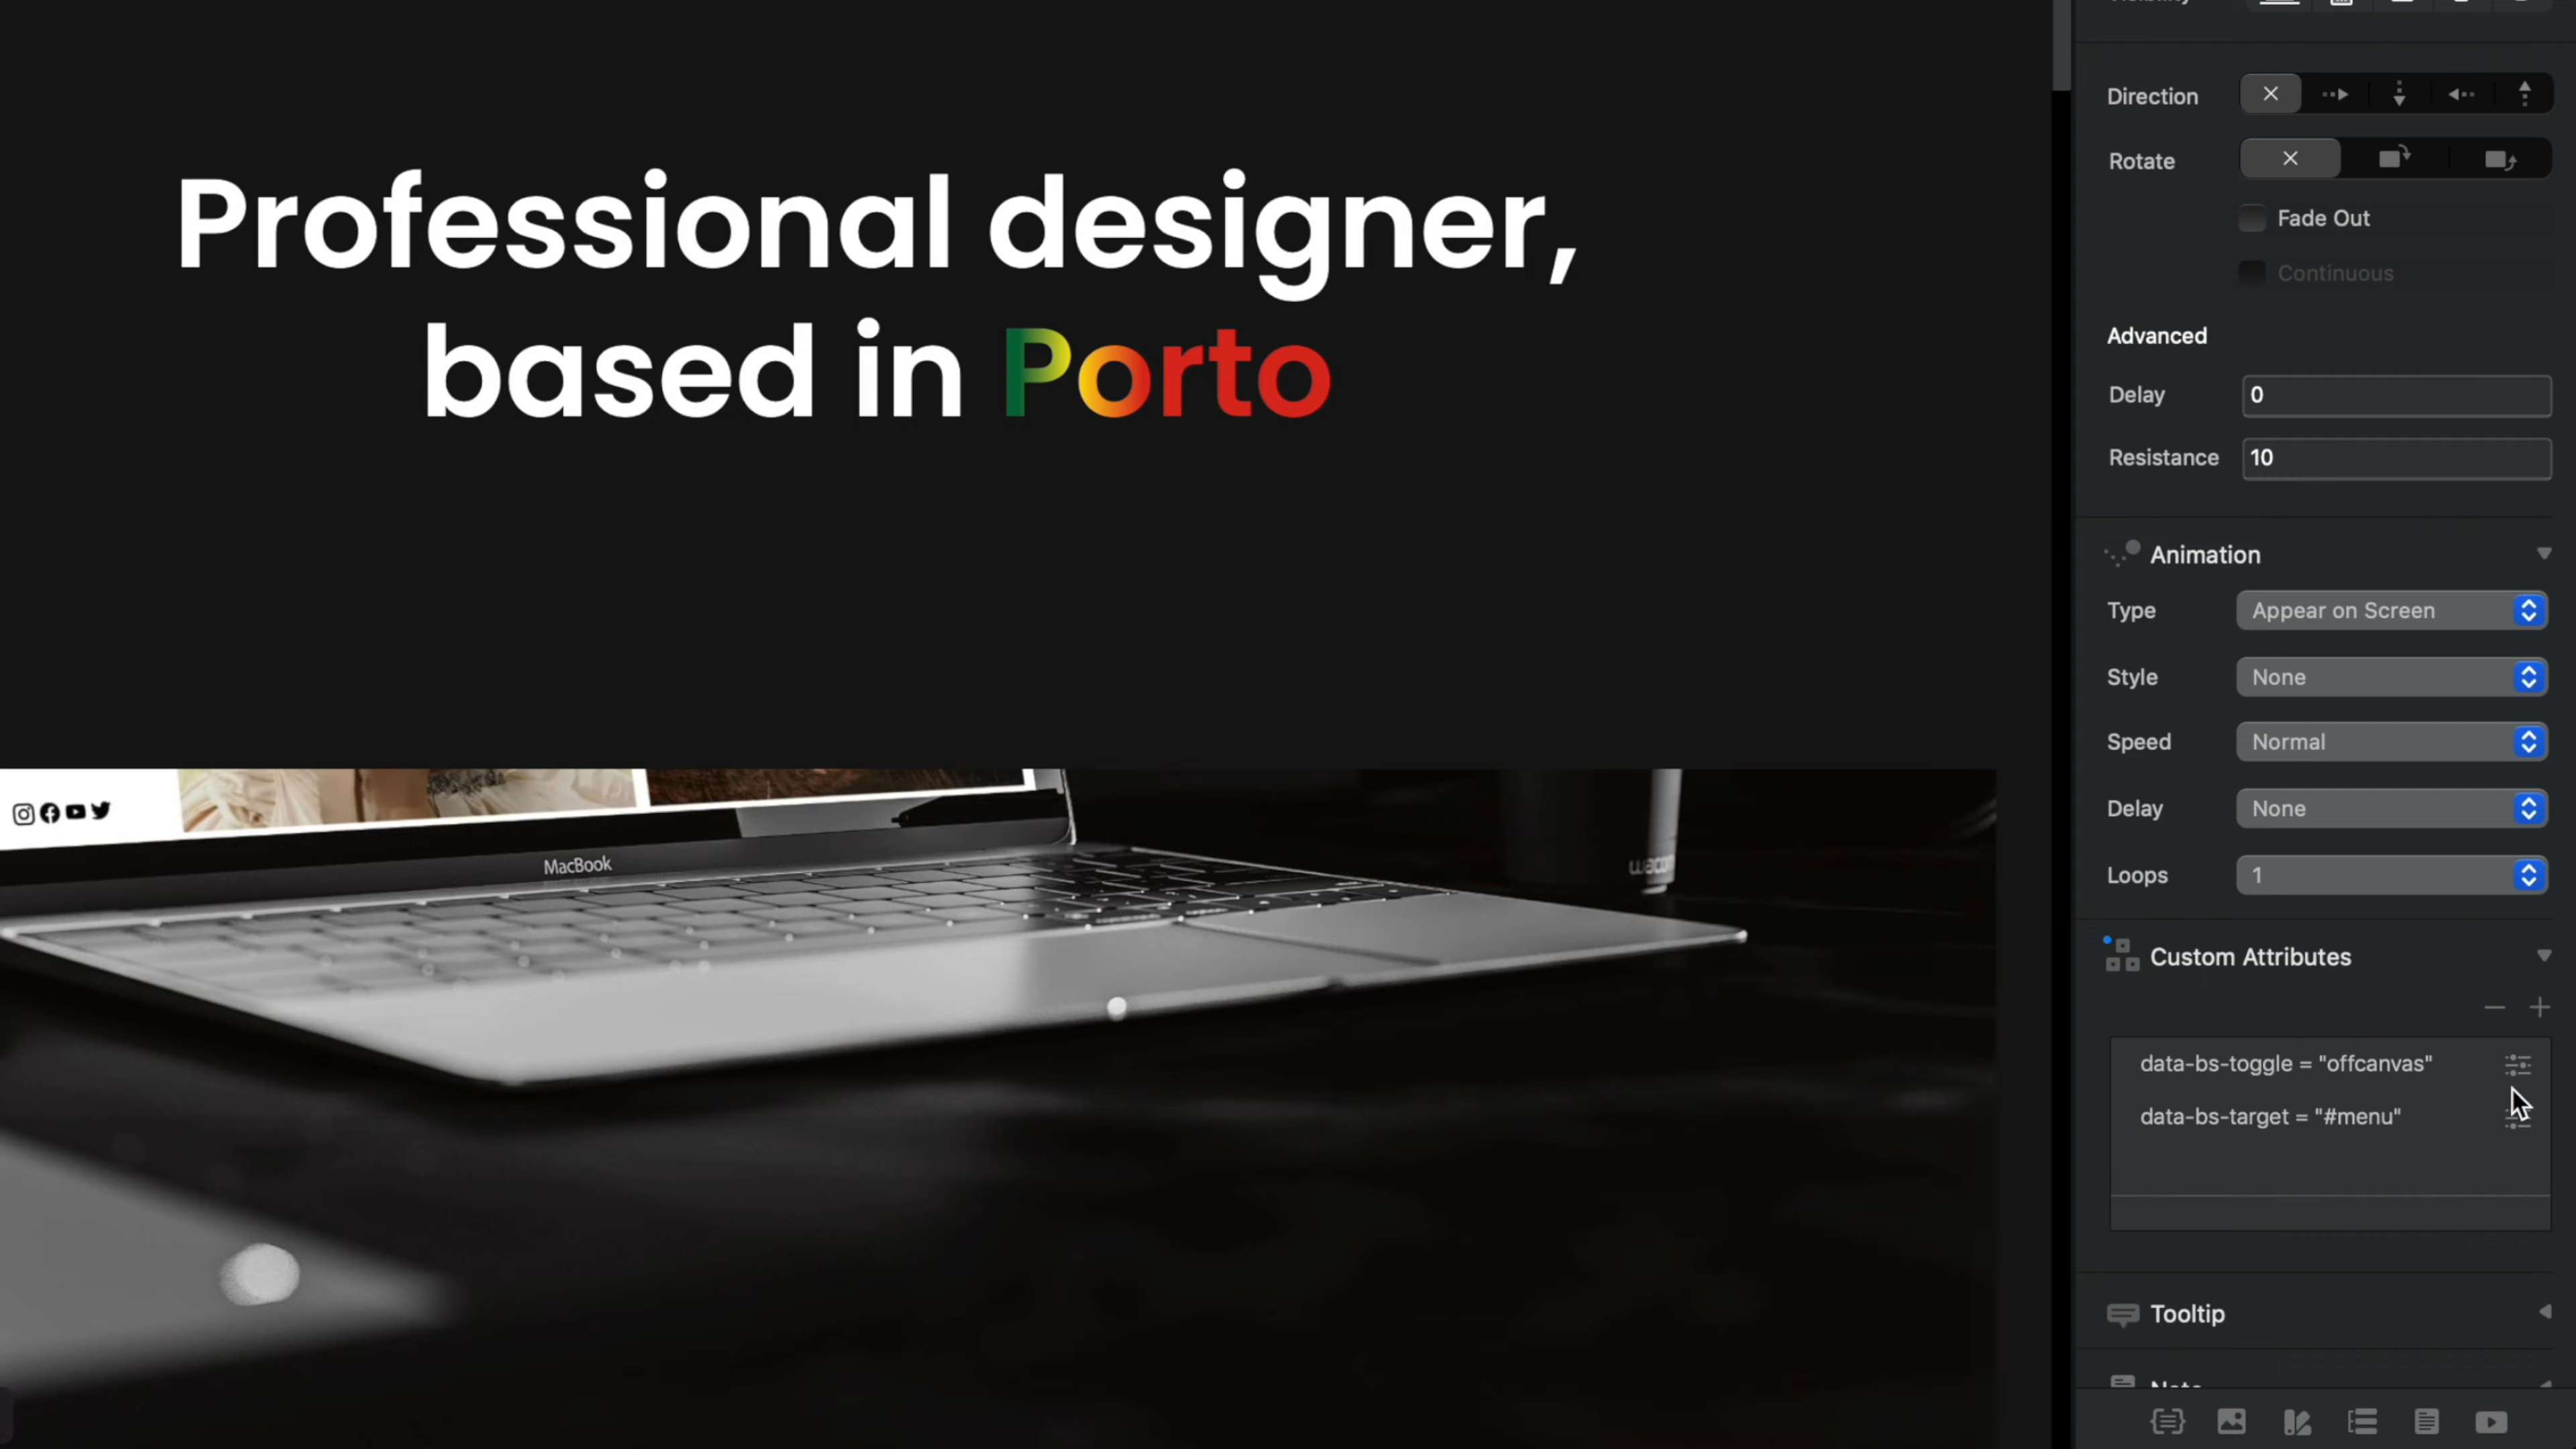 Professional designer,
based in Porto
MacBook
wacom
Direction
Rotate
Fade Out
Continuous
Advanced
Delay 0
Resistance 10
Animation
Type Appear on Screen
Style None
Speed Normal
Delay None
Loops 1
Custom Attributes
data-bs-toggle = "offcanvas"
data-bs-target = "#menu"
Tooltip